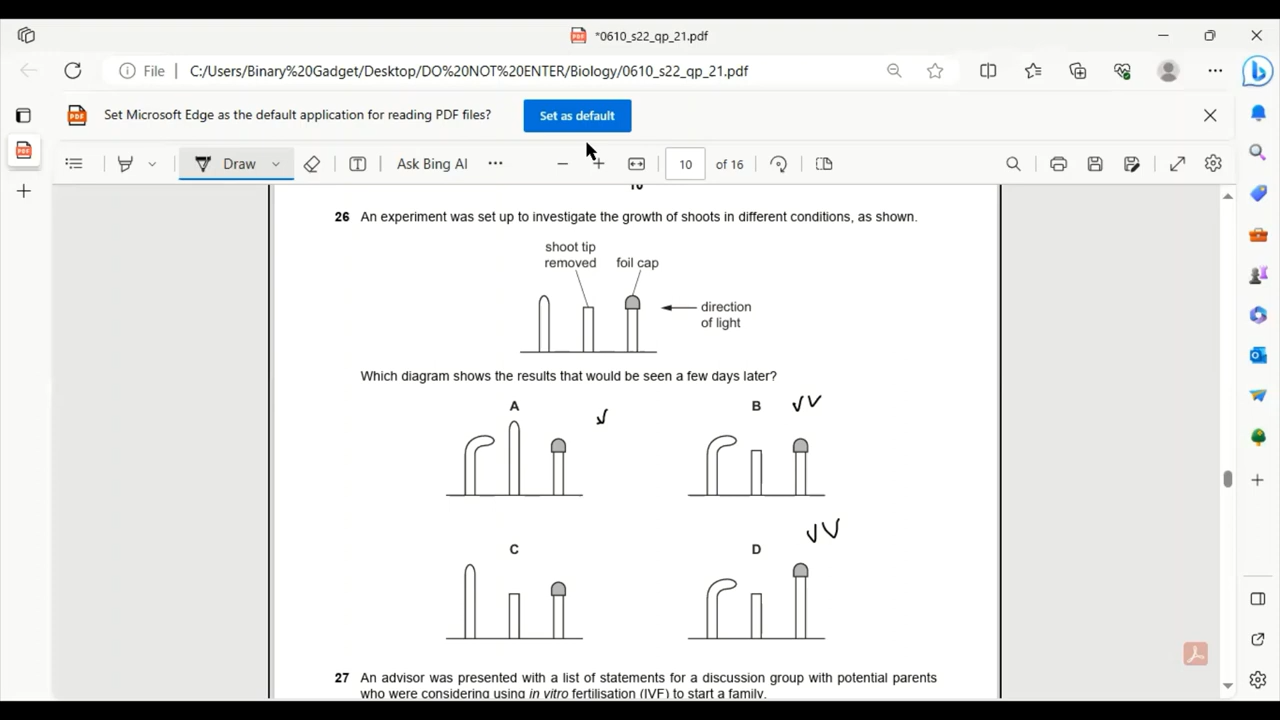 *0610_s22_qp_21.pdf
File C:/Users/Binary%20Gadget/Desktop/DO%20NOT%20ENTER/Biology/0610_s22_qp_21.pdf
Set Microsoft Edge as the default application for reading PDF files? Set as default
Draw Ask Bing AI 10 of 16
26 An experiment was set up to investigate the growth of shoots in different conditions, as shown.
shoot tip
removed foil cap
direction
of light
Which diagram shows the results that would be seen a few days later?
A B
C D
27 An advisor was presented with a list of statements for a discussion group with potential parents
who were considering using in vitro fertilisation (IVF) to start a family.